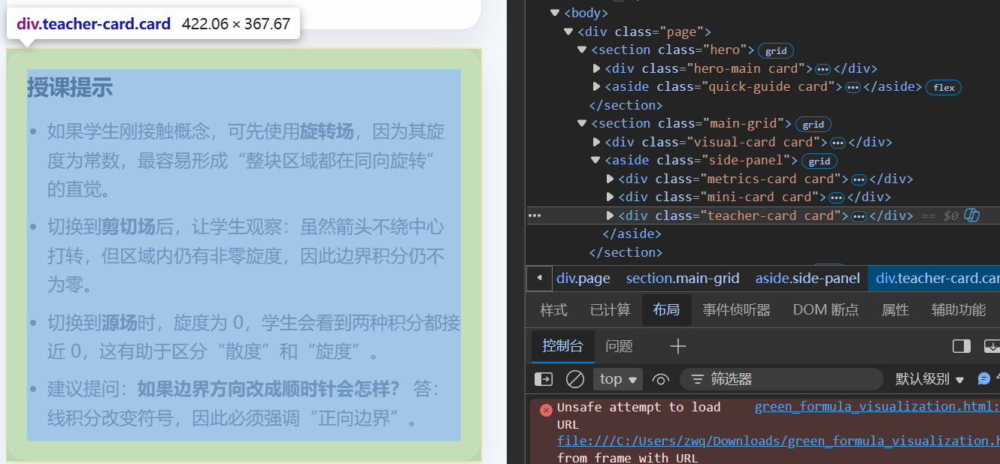 div.teacher-card.card 422.06 × 367.67
授课提示
如果学生刚接触概念，可先使用旋转场，因为其旋
度为常数，最容易形成“整块区域都在同向旋转”
的直觉。
切换到剪切场后，让学生观察：虽然箭头不绕中心
打转，但区域内仍有非零旋度，因此边界积分仍不
为零。
切换到源场时，旋度为 0，学生会看到两种积分都接
近 0，这有助于区分“散度”和“旋度”。
建议提问：如果边界方向改成顺时针会怎样？ 答：
线积分改变符号，因此必须强调“正向边界”。
<body>
<div class="page">
<section class="hero"> grid
<div class="hero-main card"> ••• </div>
<aside class="quick-guide card"> ••• </aside> flex
</section>
<section class="main-grid"> grid
<div class="visual-card card"> ••• </div>
<aside class="side-panel"> grid
<div class="metrics-card card"> ••• </div>
<div class="mini-card card"> ••• </div>
••• <div class="teacher-card card"> ••• </div> == $0
</aside>
</section>
div.page section.main-grid aside.side-panel div.teacher-card.car
样式 已计算 布局 事件侦听器 DOM 断点 属性 辅助功能
控制台 问题
top 筛选器 默认级别
Unsafe attempt to load green_formula_visualization.html:
URL
file:///C:/Users/zwq/Downloads/green_formula_visualization.h
from frame with URL